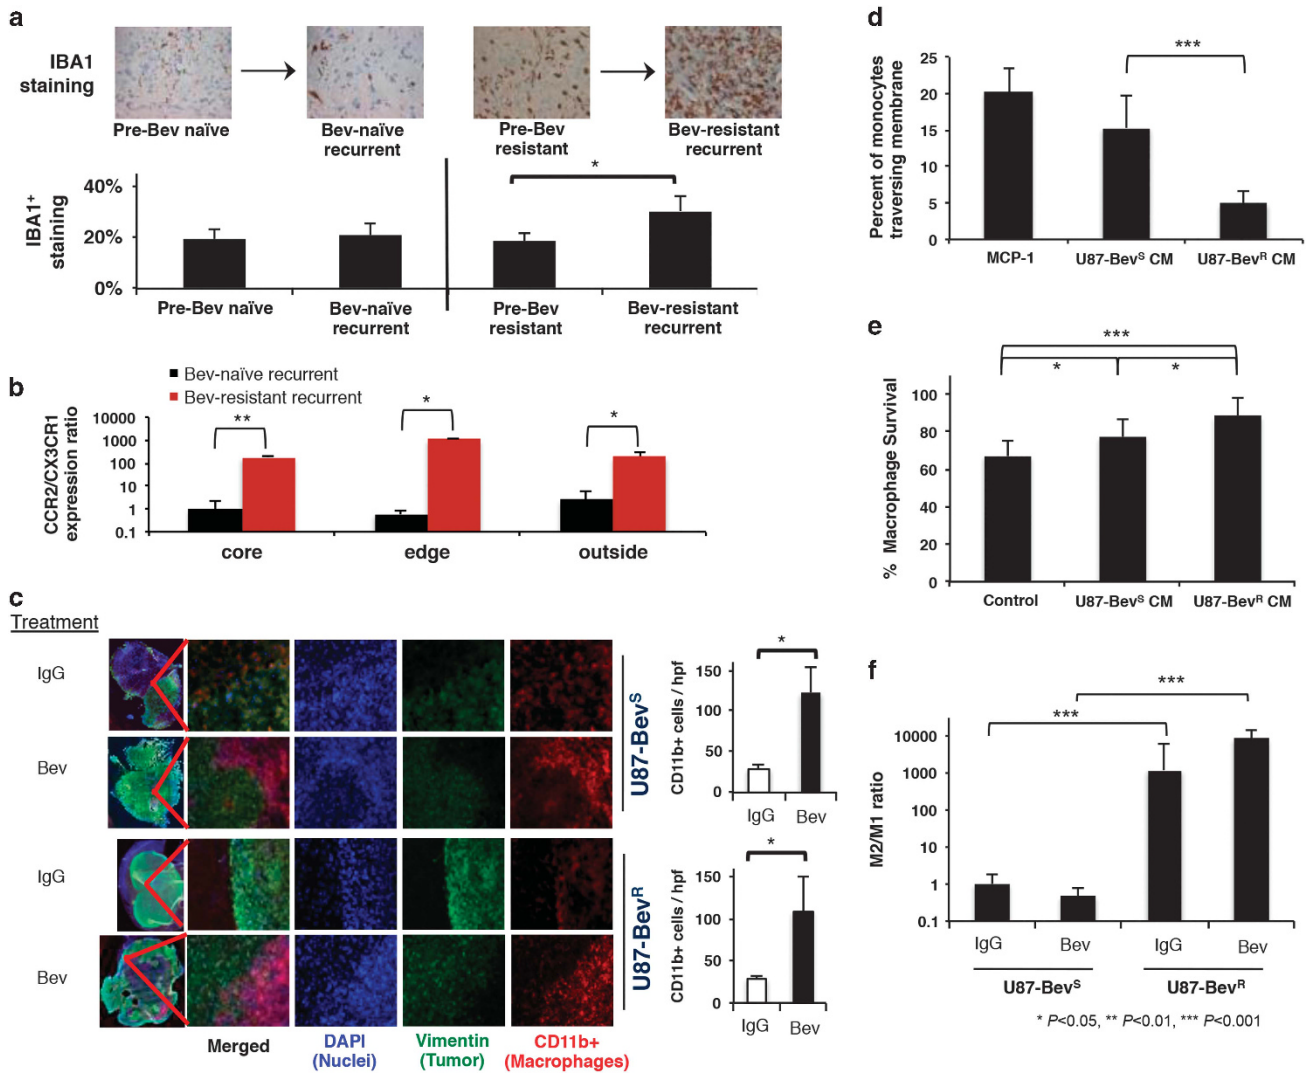 a
IBA1
staining
Pre-Bev naïve
Bev-naïve
recurrent
Pre-Bev
resistant
Bev-resistant
recurrent
IBA1+
staining
40%
20%
0%
*
Pre-Bev naïve
Bev-naïve
recurrent
Pre-Bev
resistant
Bev-resistant
recurrent
b
Bev-naïve recurrent
Bev-resistant recurrent
CCR2/CX3CR1
expression ratio
10000
1000
100
10
1
0.1
**
*
*
core
edge
outside
c
Treatment
IgG
Bev
IgG
Bev
Merged
DAPI
(Nuclei)
Vimentin
(Tumor)
CD11b+
(Macrophages)
U87-BevS
U87-BevR
CD11b+ cells / hpf
150
100
50
0
*
IgG
Bev
CD11b+ cells / hpf
150
100
50
0
*
IgG
Bev
d
Percent of monocytes
traversing membrane
25
20
15
10
5
0
***
MCP-1
U87-BevS CM
U87-BevR CM
e
% Macrophage Survival
100
80
60
40
20
0
***
*
*
Control
U87-BevS CM
U87-BevR CM
f
M2/M1 ratio
10000
1000
100
10
1
0.1
***
***
IgG
Bev
IgG
Bev
U87-BevS
U87-BevR
* P<0.05, ** P<0.01, *** P<0.001